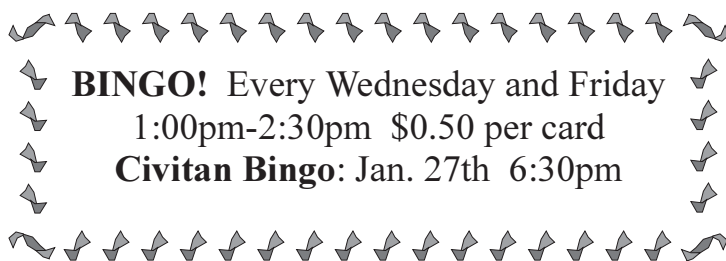 BINGO! Every Wednesday and Friday
1:00pm-2:30pm $0.50 per card
Civitan Bingo: Jan. 27th 6:30pm